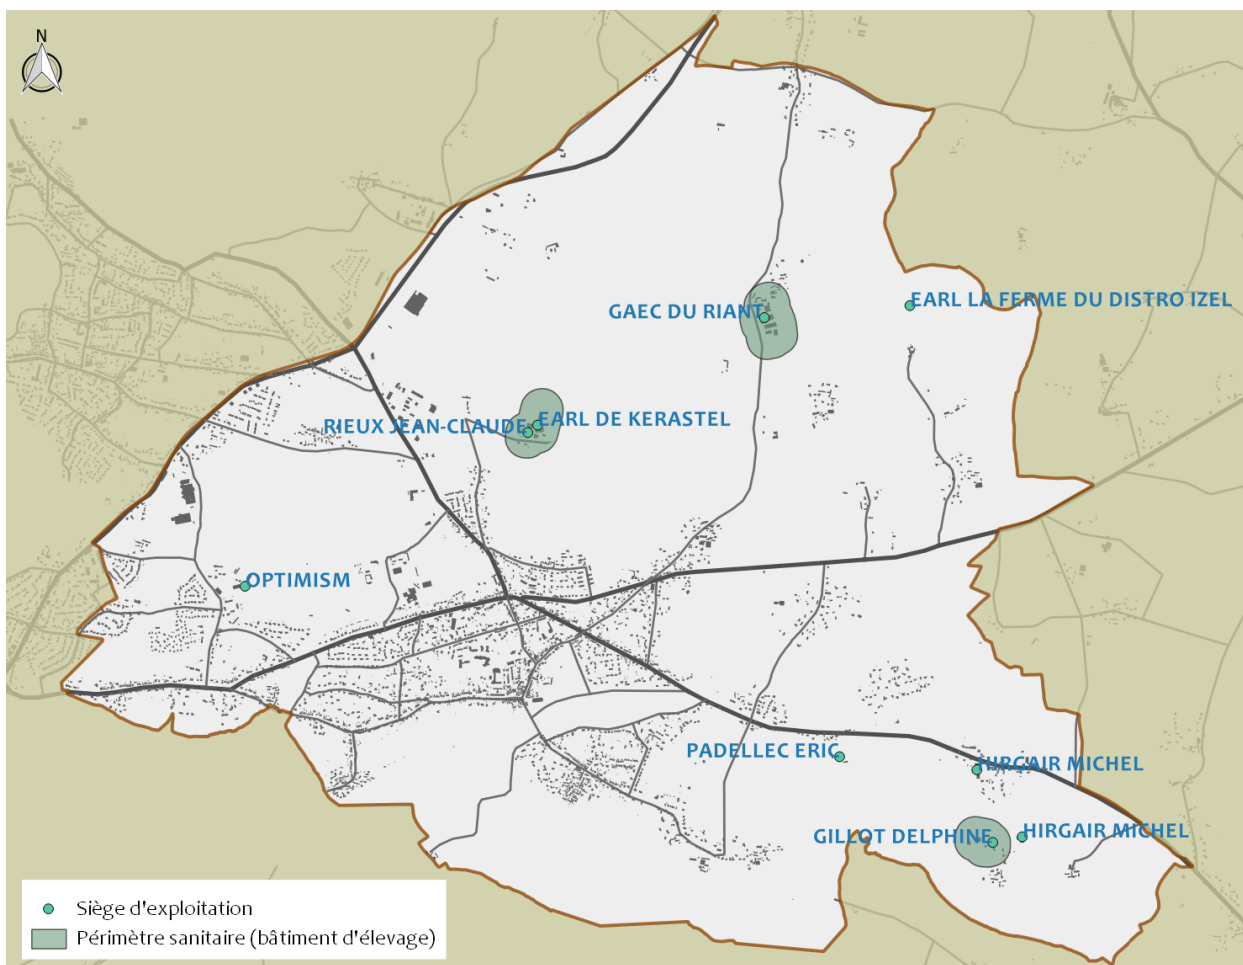 N
EARL LA FERME DU DISTRO IZEL
GAEC DU RIANT
EARL DE KERASTEL
RIEUX JEAN-CLAUDE
OPTIMISM
PADELLEC ERIC
HIRGAIR MICHEL
HIRGAIR MICHEL
GILLOT DELPHINE
Siège d'exploitation
Périmètre sanitaire (bâtiment d'élevage)